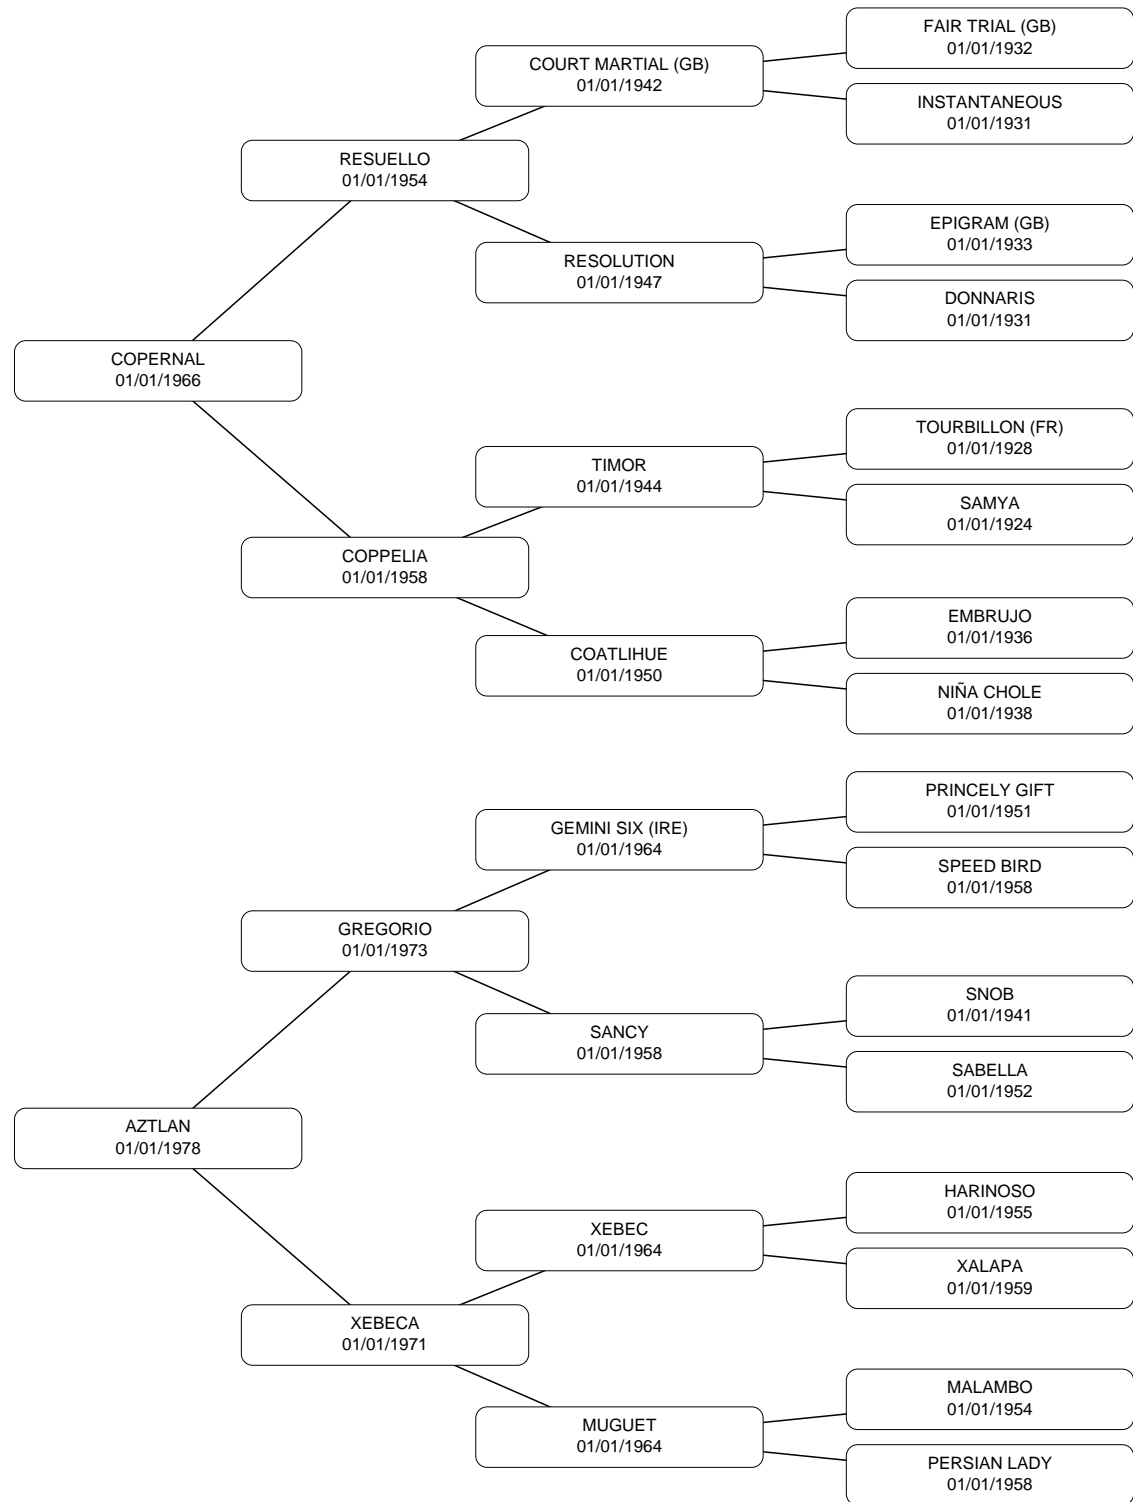 FAIR TRIAL (GB)
01/01/1932
COURT MARTIAL (GB)
01/01/1942
INSTANTANEOUS
01/01/1931
RESUELLO
01/01/1954
EPIGRAM (GB)
01/01/1933
RESOLUTION
01/01/1947
DONNARIS
01/01/1931
COPERNAL
01/01/1966
TOURBILLON (FR)
01/01/1928
TIMOR
01/01/1944
SAMYA
01/01/1924
COPPELIA
01/01/1958
EMBRUJO
01/01/1936
COATLIHUE
01/01/1950
NIÑA CHOLE
01/01/1938
PRINCELY GIFT
01/01/1951
GEMINI SIX (IRE)
01/01/1964
SPEED BIRD
01/01/1958
GREGORIO
01/01/1973
SNOB
01/01/1941
SANCY
01/01/1958
SABELLA
01/01/1952
AZTLAN
01/01/1978
HARINOSO
01/01/1955
XEBEC
01/01/1964
XALAPA
01/01/1959
XEBECA
01/01/1971
MALAMBO
01/01/1954
MUGUET
01/01/1964
PERSIAN LADY
01/01/1958